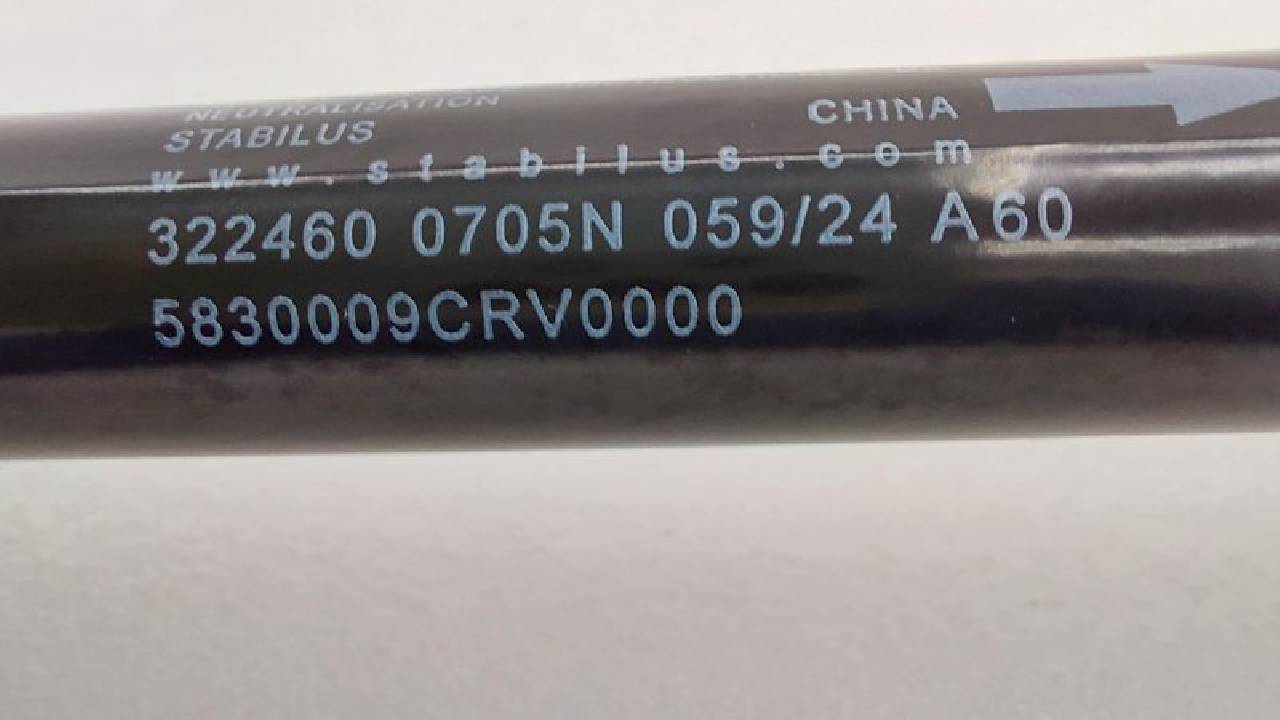 NEUTRALISATION
STABILUS CHINA
www.stabilus.com
322460 0705N 059/24 A60
5830009CRV0000